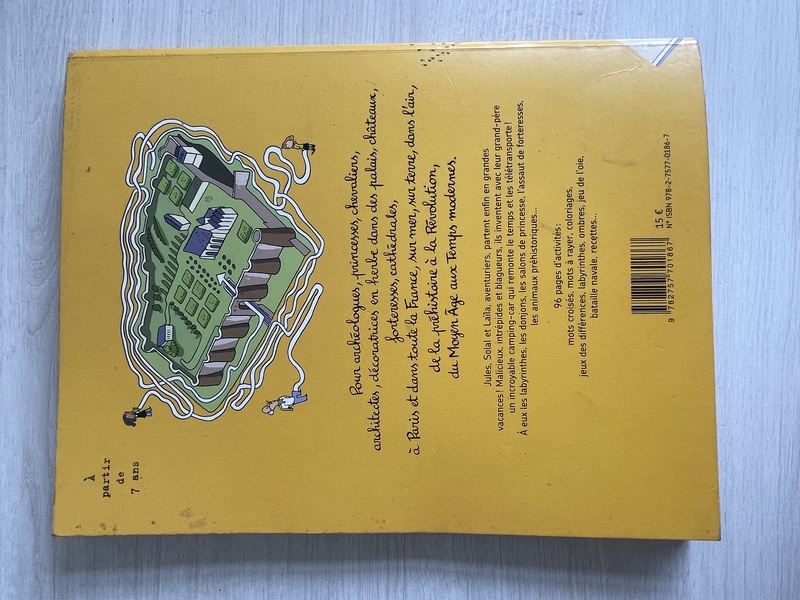 À
partir
de
7 ans
Pour archéologues, princesses, chevaliers,
architectes, décoratrices en herbe dans des palais, châteaux,
forteresses, cathédrales,
à Paris et dans toute la France, sur mer, sur terre, dans l'air,
de la préhistoire à la Révolution,
du Moyen Âge aux Temps modernes.
Jules, Solal et Laïla, aventuriers, partent enfin en grandes
vacances ! Malicieux, intrépides et blagueurs, ils inventent avec leur grand-père
un incroyable camping-car qui remonte le temps et les télétransporte !
À eux les labyrinthes, les donjons, les salons de princesse, l'assaut de forteresses,
les animaux préhistoriques...
96 pages d'activités :
mots croisés, mots à rayer, coloriages,
jeux des différences, labyrinthes, ombres, jeu de l'oie,
bataille navale, recettes...
15 €
N° ISBN 978-2-7577-0186-7
9 782757 701867